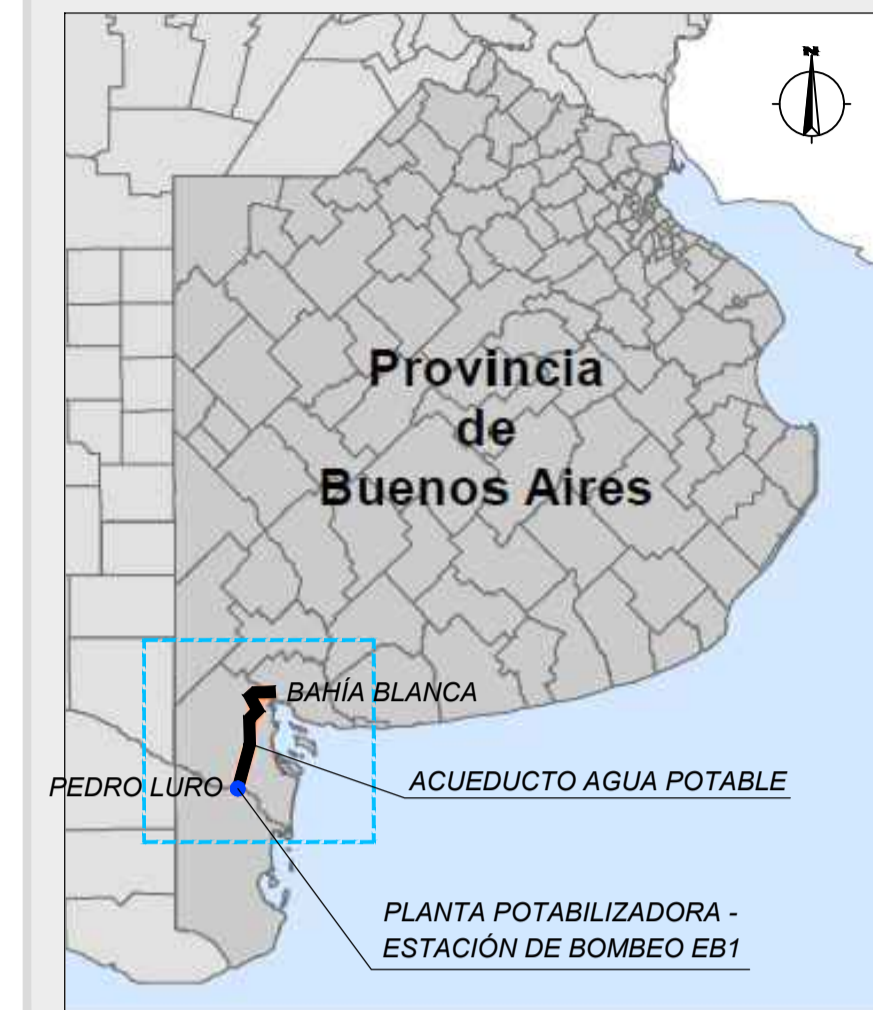 N
Provincia
de
Buenos Aires
BAHÍA BLANCA
PEDRO LURO
ACUEDUCTO AGUA POTABLE
PLANTA POTABILIZADORA -
ESTACIÓN DE BOMBEO EB1